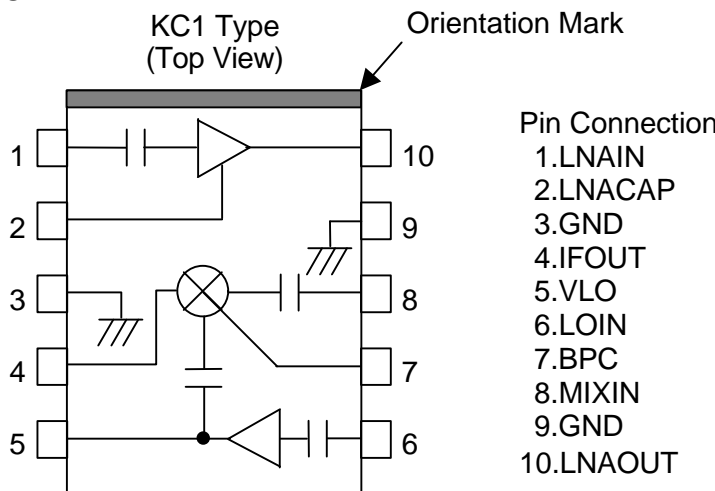 KC1 Type
(Top View)
Orientation Mark
1
2
3
4
5
10
9
8
7
6
Pin Connection
1.LNAIN
2.LNACAP
3.GND
4.IFOUT
5.VLO
6.LOIN
7.BPC
8.MIXIN
9.GND
10.LNAOUT